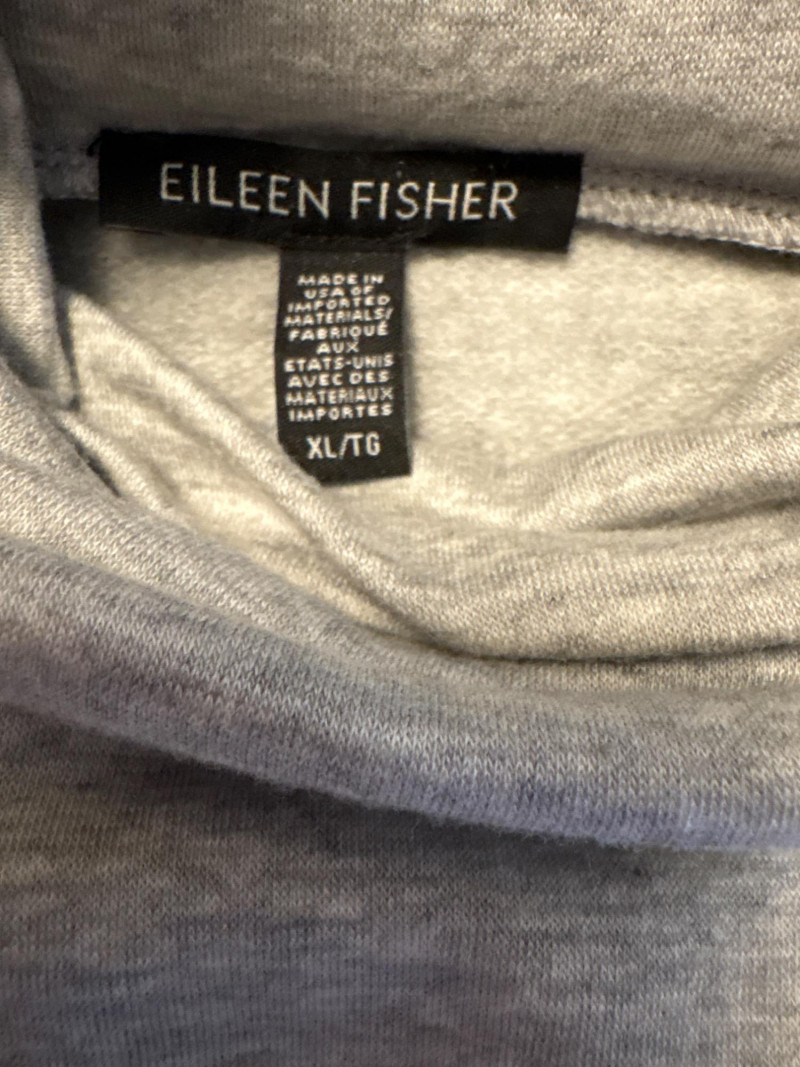 EILEEN FISHER
MADE IN
USA OF
IMPORTED
MATERIALS/
FABRIQUÉ
AUX
ETATS-UNIS
AVEC DES
MATERIAUX
IMPORTES
XL/TG